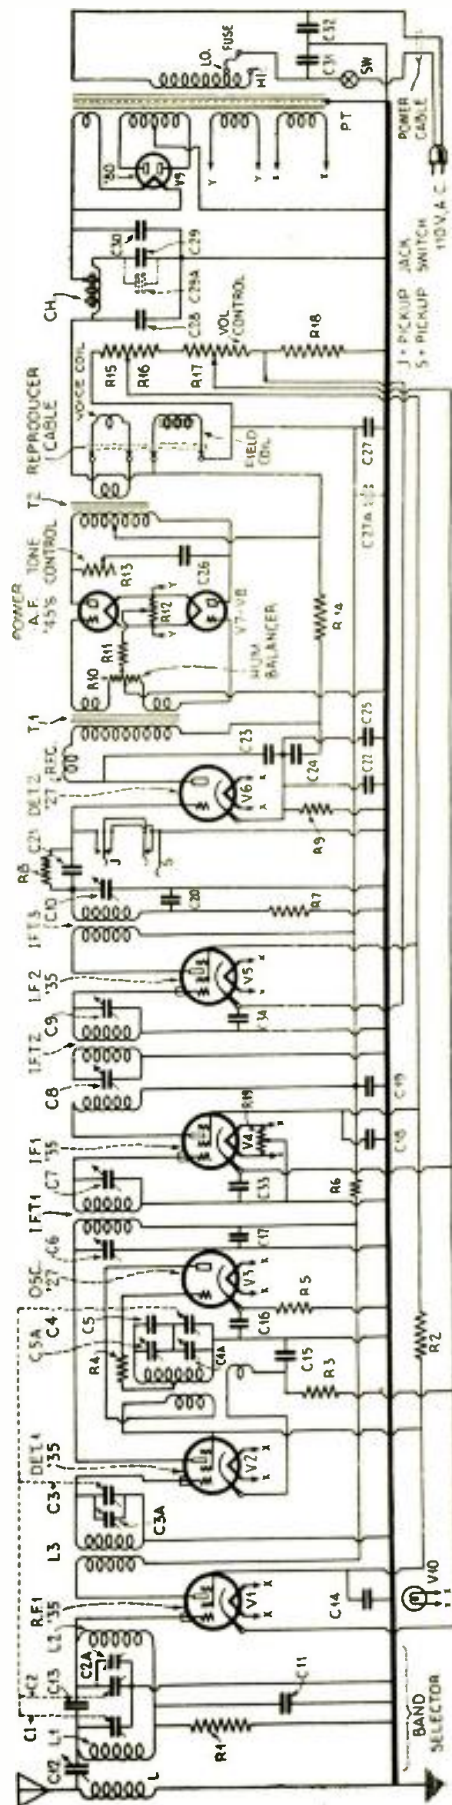 C12
L
L1
C1
C13
C2
C2A
L2
R1
C11
R.F.1
'35
V1
X X
C14
BAND
SELECTOR
V10
X X
L3
C3
C3A
DET.1
'35
V2
X X
R4
C5A
C5
C4
C4A
C15
R3
OSC.
'27
V3
X X
C16
R5
C6
C17
IFT1
C7
IF1
'35
V4
R19
C33
R6
R2
C18
C19
C8
IFT2
C9
I.F.2
'35
V5
C34
IFT3
C10
C20
R7
R8
C21
J
S
DET.2
'27
V6
X X
R9
R.F.C.
C22
C23
C24
C25
T1
R10
R11
HUM
BALANCER
POWER
A.F.
'45'S
R12
Y
Y
V7-V8
TONE
CONTROL
R13
C26
T2
R14
REPRODUCER
CABLE
VOICE COIL
FIELD
COIL
C27A
C27
R15
R16
R17
VOL
CONTROL
R18
CH
C28
C29A
C29
C30
'80
V9
Y
Y
X
X
PT
LO.
HI.
FUSE
C31
C32
SW
POWER
CABLE
110 V.A.C.
J = PICKUP JACK
S = PICKUP SWITCH